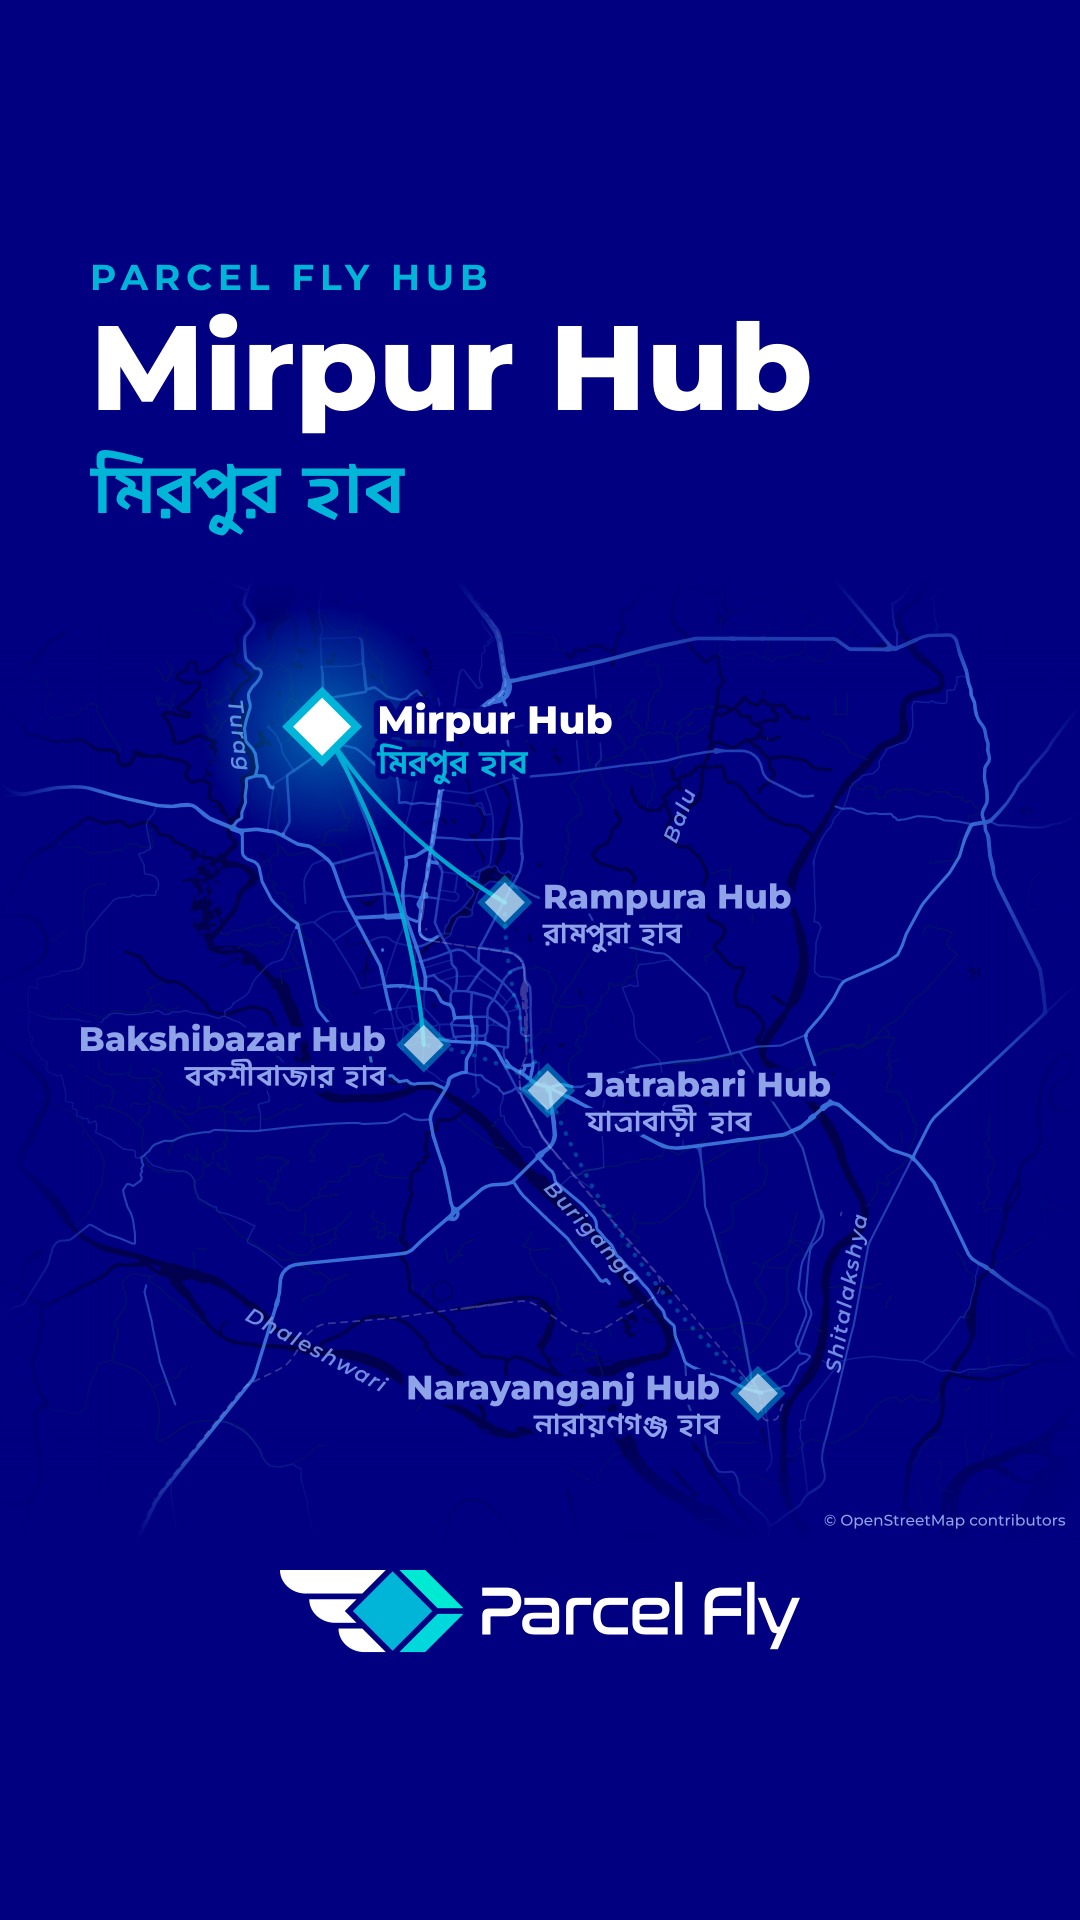 PARCEL FLY HUB
Mirpur Hub
মিরপুর হাব
Turag
Mirpur Hub
মিরপুর হাব
Balu
Rampura Hub
রামপুরা হাব
Bakshibazar Hub
বকশীবাজার হাব
Jatrabari Hub
যাত্রাবাড়ী হাব
Buriganga
Shitalakshya
Dhaleshwari
Narayanganj Hub
নারায়ণগঞ্জ হাব
© OpenStreetMap contributors
Parcel Fly